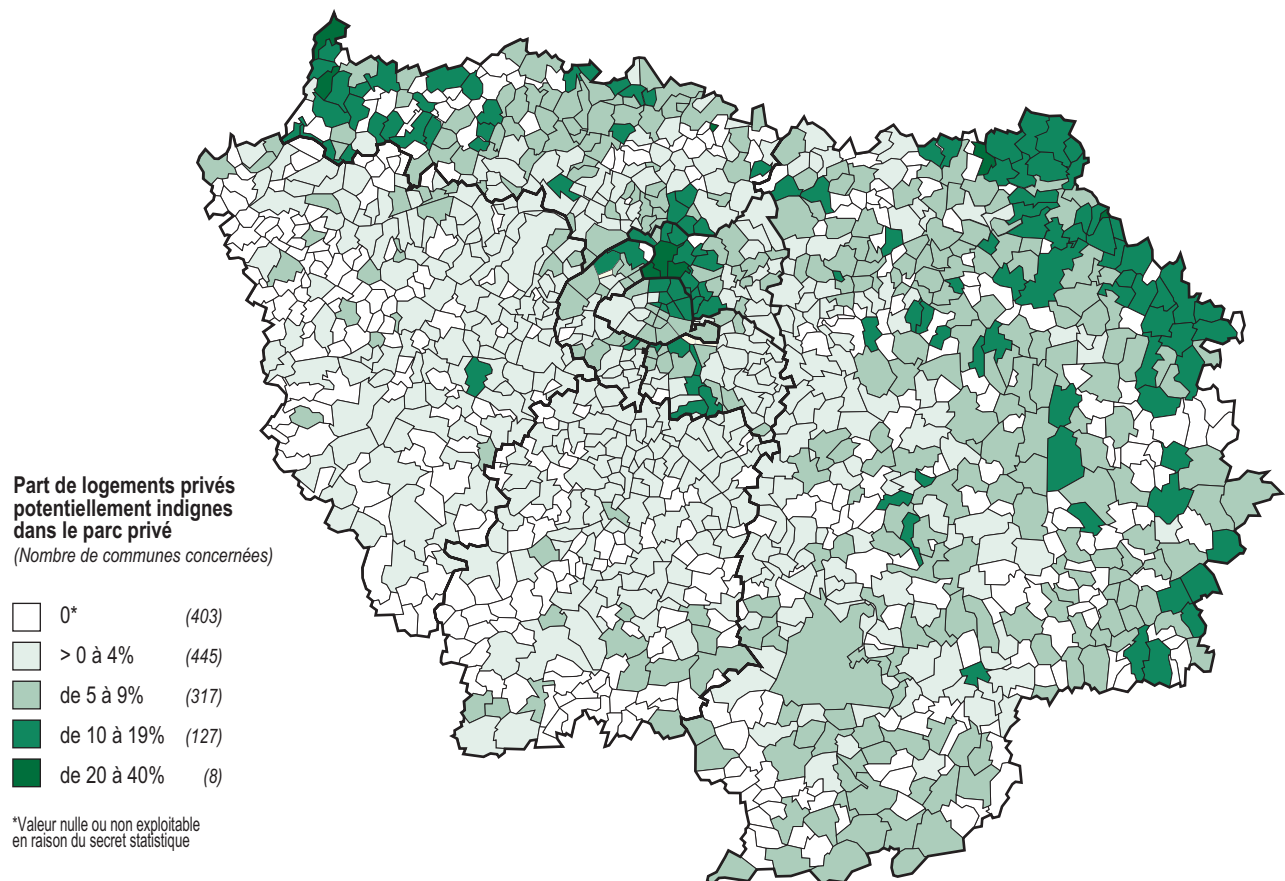 Part de logements privés
potentiellement indignes
dans le parc privé
(Nombre de communes concernées)
0* (403)
> 0 à 4% (445)
de 5 à 9% (317)
de 10 à 19% (127)
de 20 à 40% (8)
*Valeur nulle ou non exploitable
en raison du secret statistique